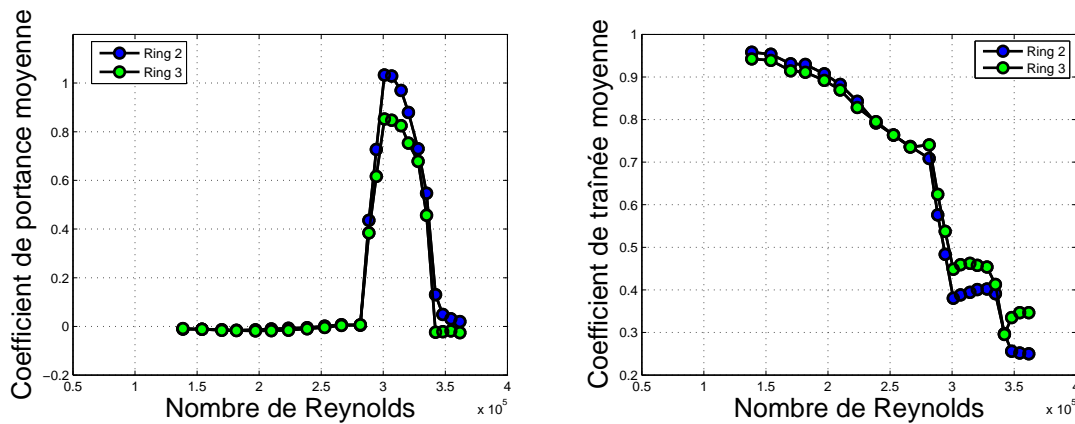 Coefficient de portance moyenne
Ring 2
Ring 3
1
0.8
0.6
0.4
0.2
0
−0.2
0.5 1 1.5 2 2.5 3 3.5 4
x 10^5
Nombre de Reynolds
Coefficient de traînée moyenne
Ring 2
Ring 3
1
0.9
0.8
0.7
0.6
0.5
0.4
0.3
0.2
0.5 1 1.5 2 2.5 3 3.5 4
x 10^5
Nombre de Reynolds